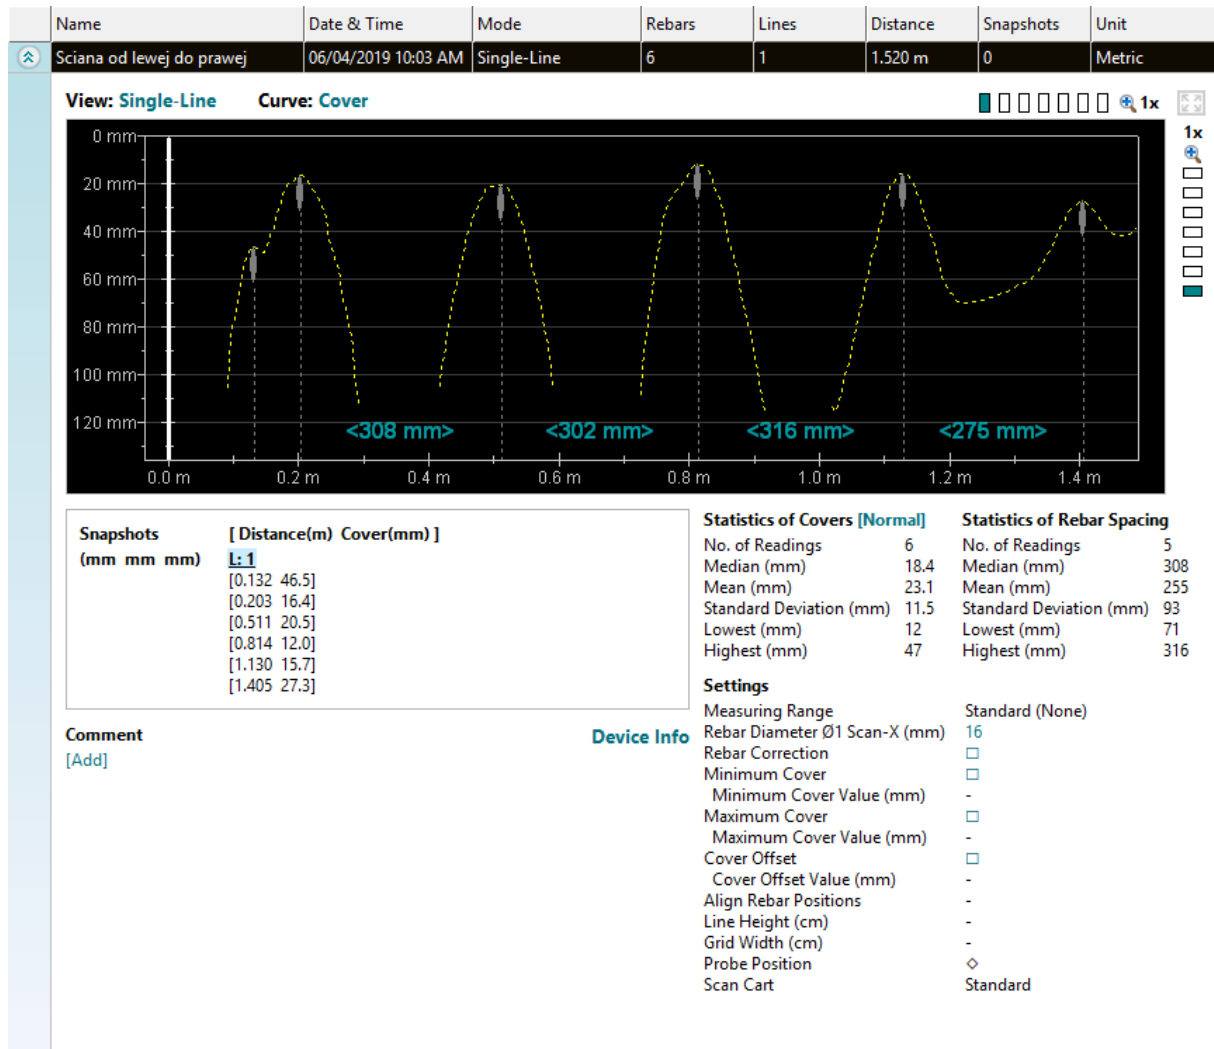 Name Date & Time Mode Rebars Lines Distance Snapshots Unit
Sciana od lewej do prawej 06/04/2019 10:03 AM Single-Line 6 1 1.520 m 0 Metric
View: Single-Line Curve: Cover 1x
1x
0 mm
20 mm
40 mm
60 mm
80 mm
100 mm
120 mm
<308 mm> <302 mm> <316 mm> <275 mm>
0.0 m 0.2 m 0.4 m 0.6 m 0.8 m 1.0 m 1.2 m 1.4 m
Snapshots [ Distance(m) Cover(mm) ]
(mm mm mm) L: 1
[0.132 46.5]
[0.203 16.4]
[0.511 20.5]
[0.814 12.0]
[1.130 15.7]
[1.405 27.3]
Comment Device Info
[Add]
Statistics of Covers [Normal]
No. of Readings 6
Median (mm) 18.4
Mean (mm) 23.1
Standard Deviation (mm) 11.5
Lowest (mm) 12
Highest (mm) 47
Statistics of Rebar Spacing
No. of Readings 5
Median (mm) 308
Mean (mm) 255
Standard Deviation (mm) 93
Lowest (mm) 71
Highest (mm) 316
Settings
Measuring Range Standard (None)
Rebar Diameter Ø1 Scan-X (mm) 16
Rebar Correction
Minimum Cover
Minimum Cover Value (mm) -
Maximum Cover
Maximum Cover Value (mm) -
Cover Offset
Cover Offset Value (mm) -
Align Rebar Positions -
Line Height (cm) -
Grid Width (cm) -
Probe Position
Scan Cart Standard